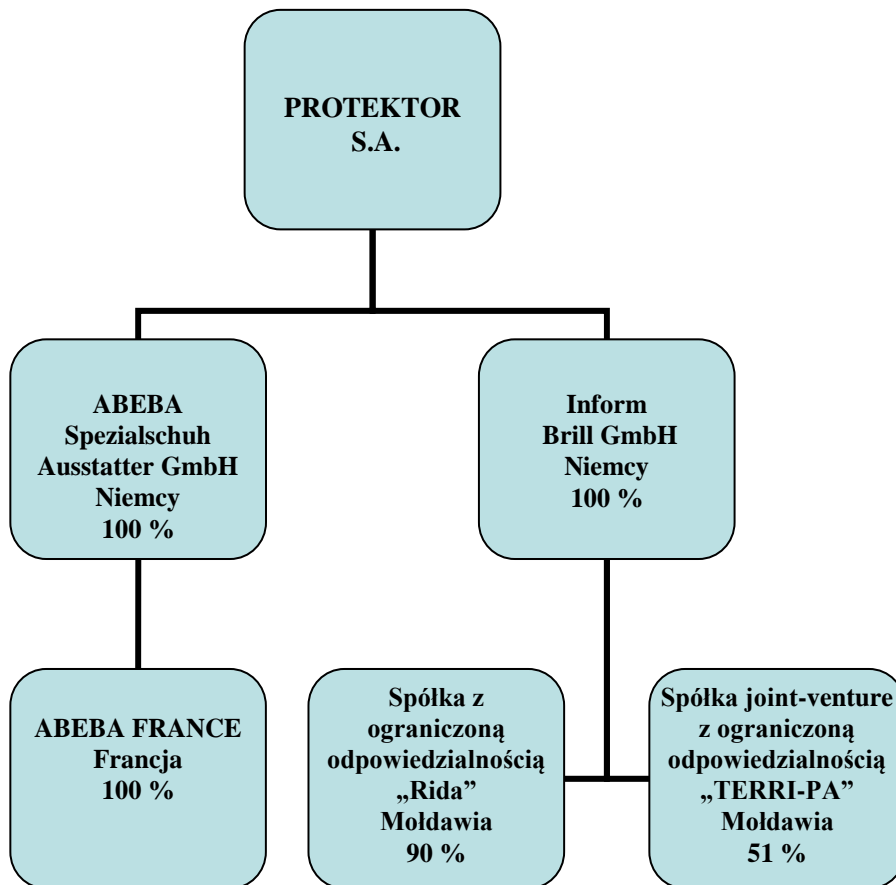 PROTEKTOR
S.A.
ABEBA
Spezialschuh
Ausstatter GmbH
Niemcy
100 %
Inform
Brill GmbH
Niemcy
100 %
ABEBA FRANCE
Francja
100 %
Spółka z
ograniczoną
odpowiedzialnością
„Rida”
Mołdawia
90 %
Spółka joint-venture
z ograniczoną
odpowiedzialnością
„TERRI-PA”
Mołdawia
51 %